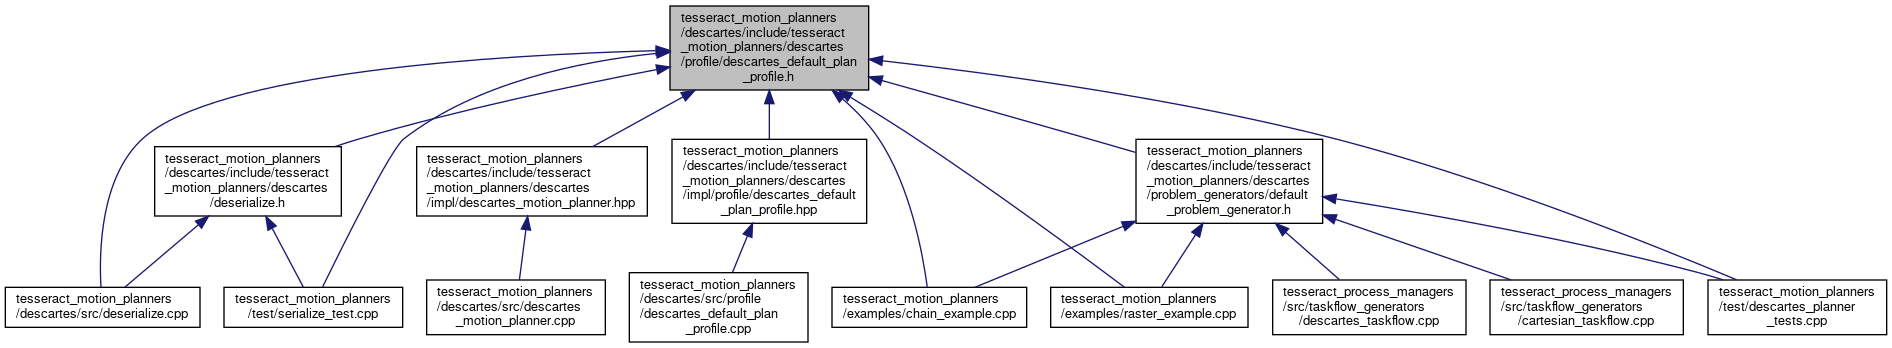 tesseract_motion_planners
/descartes/include/tesseract
_motion_planners/descartes
/profile/descartes_default_plan
_profile.h
tesseract_motion_planners
/descartes/include/tesseract
_motion_planners/descartes
/deserialize.h
tesseract_motion_planners
/descartes/include/tesseract
_motion_planners/descartes
/impl/descartes_motion_planner.hpp
tesseract_motion_planners
/descartes/include/tesseract
_motion_planners/descartes
/impl/profile/descartes_default
_plan_profile.hpp
tesseract_motion_planners
/descartes/include/tesseract
_motion_planners/descartes
/problem_generators/default
_problem_generator.h
tesseract_motion_planners
/descartes/src/deserialize.cpp
tesseract_motion_planners
/test/serialize_test.cpp
tesseract_motion_planners
/descartes/src/descartes
_motion_planner.cpp
tesseract_motion_planners
/descartes/src/profile
/descartes_default_plan
_profile.cpp
tesseract_motion_planners
/examples/chain_example.cpp
tesseract_motion_planners
/examples/raster_example.cpp
tesseract_process_managers
/src/taskflow_generators
/descartes_taskflow.cpp
tesseract_process_managers
/src/taskflow_generators
/cartesian_taskflow.cpp
tesseract_motion_planners
/test/descartes_planner
_tests.cpp